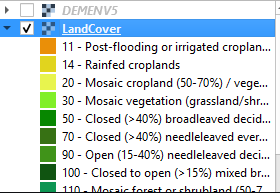 DEMENV5
LandCover
11 - Post-flooding or irrigated croplan...
14 - Rainfed croplands
20 - Mosaic cropland (50-70%) / vege...
30 - Mosaic vegetation (grassland/shr...
50 - Closed (>40%) broadleaved decid...
70 - Closed (>40%) needleleaved ever...
90 - Open (15-40%) needleleaved decid...
100 - Closed to open (>15%) mixed br...
110 - Mosaic forest or shrubland (50-...